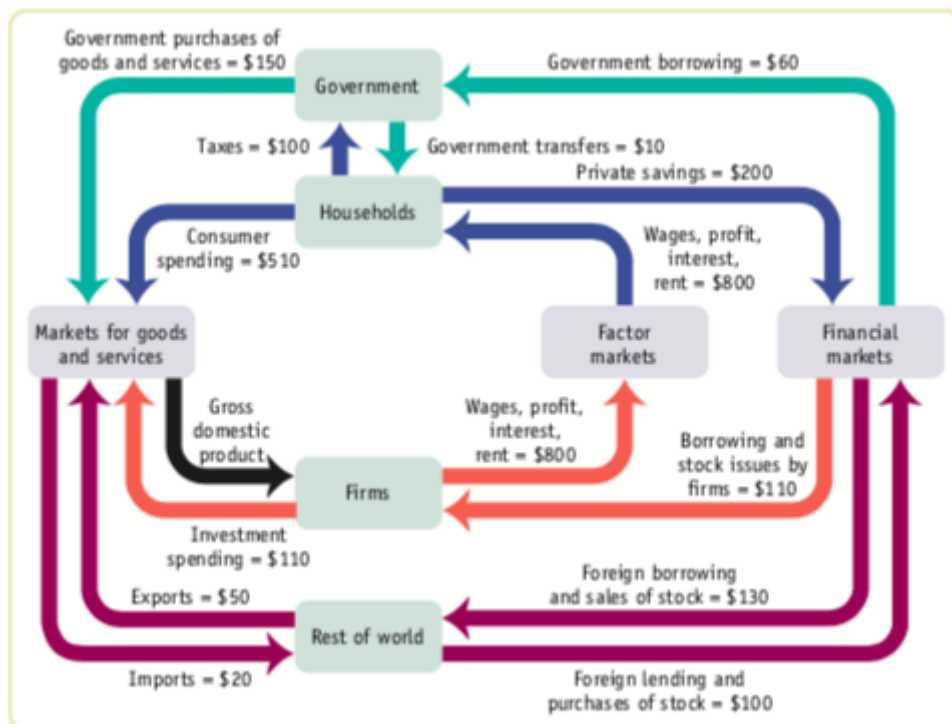 Government purchases of
goods and services = $150
Government
Government borrowing = $60
Taxes = $100
Government transfers = $10
Private savings = $200
Households
Consumer
spending = $510
Wages, profit,
interest,
rent = $800
Markets for goods
and services
Factor
markets
Financial
markets
Gross
domestic
product
Wages, profit,
interest,
rent = $800
Borrowing and
stock issues by
firms = $110
Firms
Investment
spending = $110
Exports = $50
Foreign borrowing
and sales of stock = $130
Rest of world
Imports = $20
Foreign lending and
purchases of stock = $100